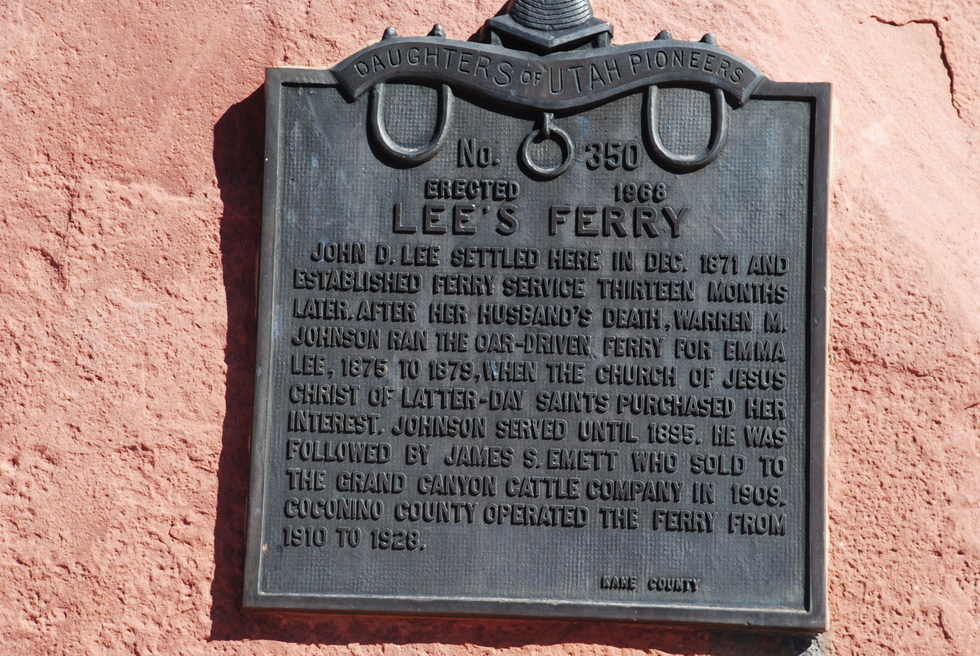 DAUGHTERS OF UTAH PIONEERS
No. 350
ERECTED 1968
LEE'S FERRY
JOHN D. LEE SETTLED HERE IN DEC. 1871 AND
ESTABLISHED FERRY SERVICE THIRTEEN MONTHS
LATER. AFTER HER HUSBAND'S DEATH, WARREN M.
JOHNSON RAN THE OAR-DRIVEN FERRY FOR EMMA
LEE, 1875 TO 1879, WHEN THE CHURCH OF JESUS
CHRIST OF LATTER-DAY SAINTS PURCHASED HER
INTEREST. JOHNSON SERVED UNTIL 1895. HE WAS
FOLLOWED BY JAMES S. EMETT WHO SOLD TO
THE GRAND CANYON CATTLE COMPANY IN 1909.
COCONINO COUNTY OPERATED THE FERRY FROM
1910 TO 1928.
KANE COUNTY